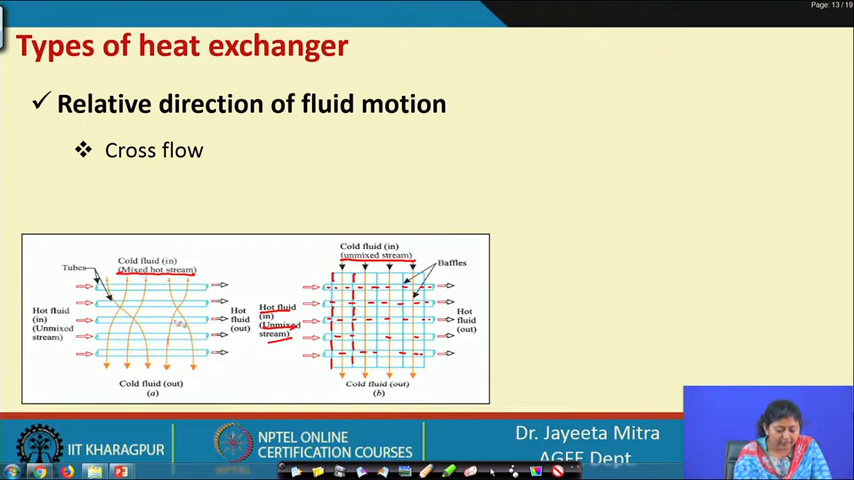 Page: 13 / 19
Types of heat exchanger
✓ Relative direction of fluid motion
❖ Cross flow
Tubes
Cold fluid (in)
(Mixed hot stream)
Hot fluid
(in)
(Unmixed
stream)
Hot
fluid
(out)
Cold fluid (out)
(a)
Cold fluid (in)
(unmixed stream)
Baffles
Hot fluid
(in)
(Unmixed
stream)
Hot
fluid
(out)
Cold fluid (out)
(b)
IIT KHARAGPUR
NPTEL ONLINE
CERTIFICATION COURSES
NPTEL
Dr. Jayeeta Mitra
AGFE Dept.